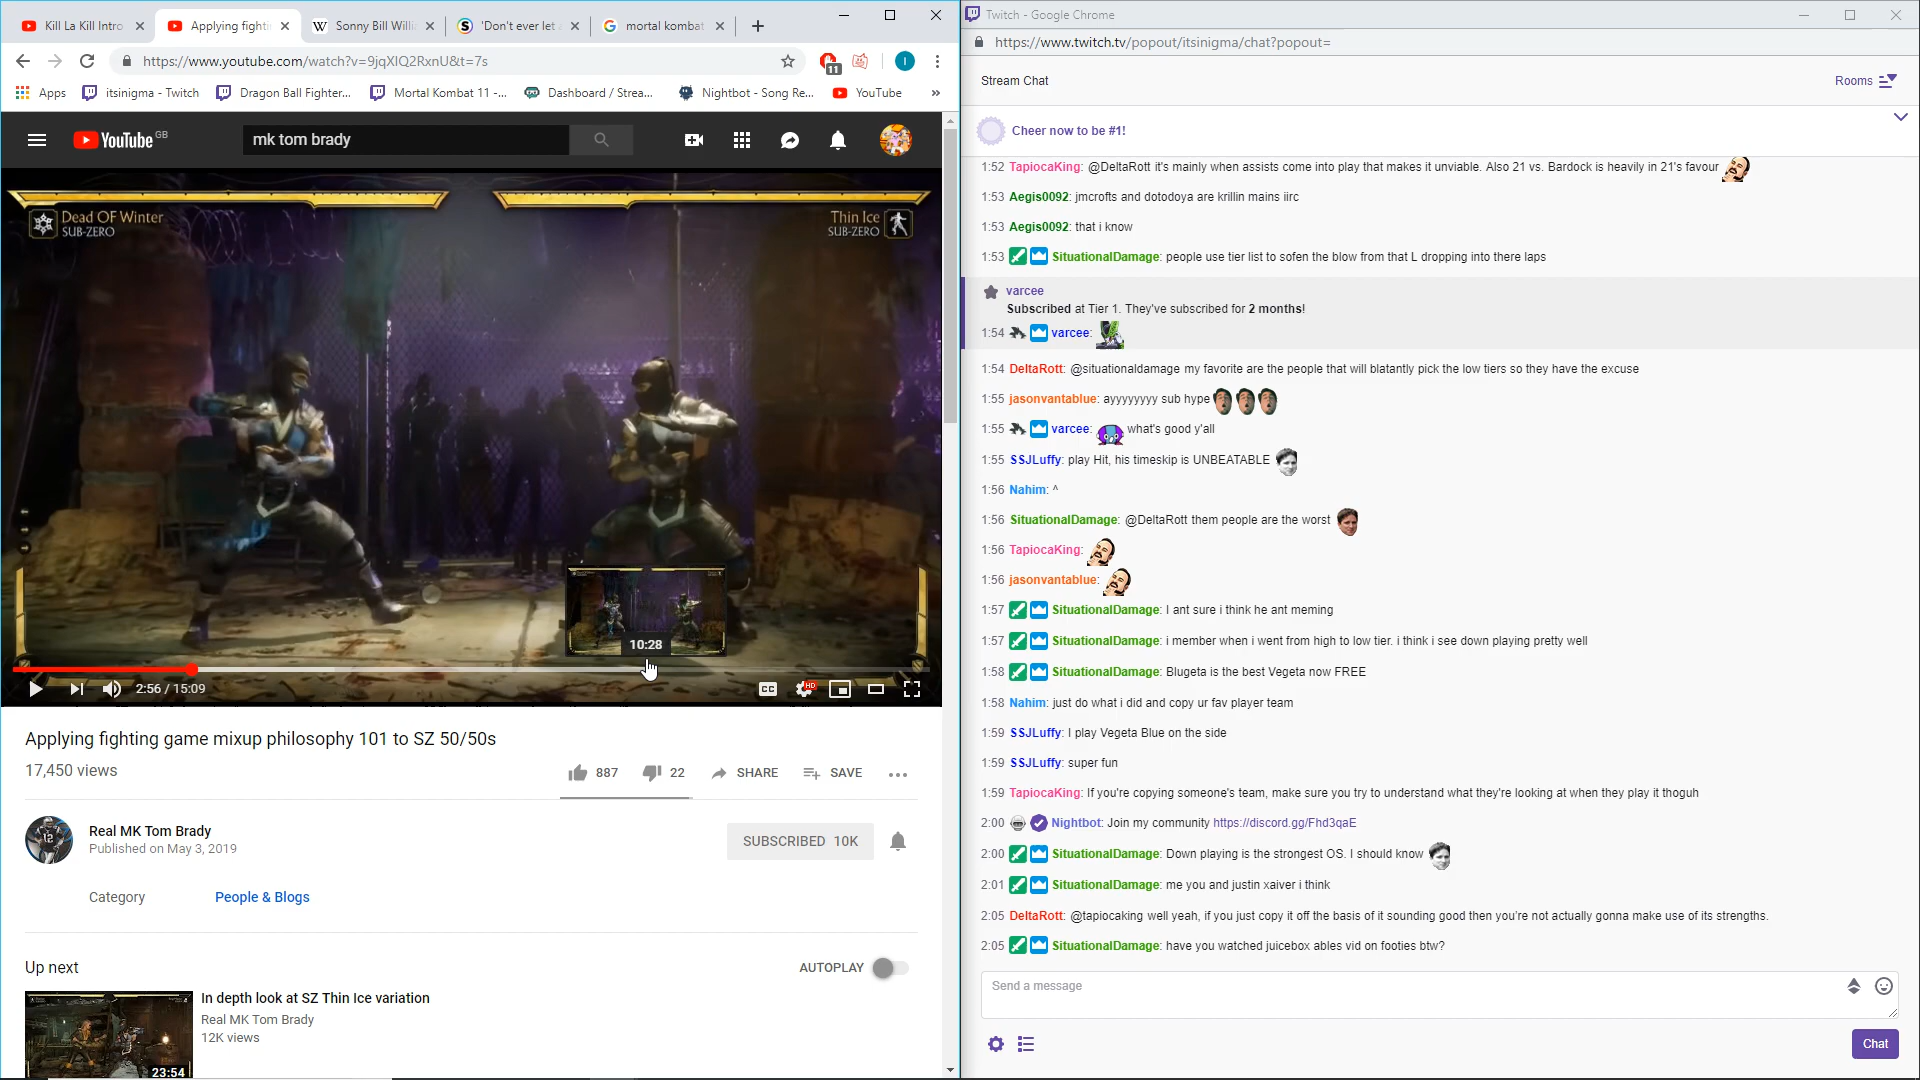 Kill La Kill Intro
Applying fighti
Sonny Bill Willi
'Don't ever let
mortal kombat
https://www.youtube.com/watch?v=9jqXIQ2RxnU&t=7s
11
I
Apps
itsinigma - Twitch
Dragon Ball Fighter...
Mortal Kombat 11 -...
Dashboard / Strea...
Nightbot - Song Re...
YouTube
»
YouTube GB
mk tom brady
Dead OF Winter
SUB-ZERO
Thin Ice
SUB-ZERO
10:28
2:56 / 15:09
CC
HD
Applying fighting game mixup philosophy 101 to SZ 50/50s
17,450 views
887
22
SHARE
SAVE
Real MK Tom Brady
Published on May 3, 2019
SUBSCRIBED 10K
Category
People & Blogs
Up next
AUTOPLAY
In depth look at SZ Thin Ice variation
Real MK Tom Brady
12K views
23:54
Twitch - Google Chrome
https://www.twitch.tv/popout/itsinigma/chat?popout=
Stream Chat
Rooms
Cheer now to be #1!
1:52 TapiocaKing: @DeltaRott it's mainly when assists come into play that makes it unviable. Also 21 vs. Bardock is heavily in 21's favour
1:53 Aegis0092: jmcrofts and dotodoya are krillin mains iirc
1:53 Aegis0092: that i know
1:53 SituationalDamage: people use tier list to sofen the blow from that L dropping into there laps
varcee
Subscribed at Tier 1. They've subscribed for 2 months!
1:54 varcee:
1:54 DeltaRott: @situationaldamage my favorite are the people that will blatantly pick the low tiers so they have the excuse
1:55 jasonvantablue: ayyyyyyyy sub hype
1:55 varcee: what's good y'all
1:55 SSJLuffy: play Hit, his timeskip is UNBEATABLE
1:56 Nahim: ^
1:56 SituationalDamage: @DeltaRott them people are the worst
1:56 TapiocaKing:
1:56 jasonvantablue:
1:57 SituationalDamage: I ant sure i think he ant meming
1:57 SituationalDamage: i member when i went from high to low tier. i think i see down playing pretty well
1:58 SituationalDamage: Blugeta is the best Vegeta now FREE
1:58 Nahim: just do what i did and copy ur fav player team
1:59 SSJLuffy: I play Vegeta Blue on the side
1:59 SSJLuffy: super fun
1:59 TapiocaKing: If you're copying someone's team, make sure you try to understand what they're looking at when they play it thoguh
2:00 Nightbot: Join my community https://discord.gg/Fhd3qaE
2:00 SituationalDamage: Down playing is the strongest OS. I should know
2:01 SituationalDamage: me you and justin xaiver i think
2:05 DeltaRott: @tapiocaking well yeah, if you just copy it off the basis of it sounding good then you're not actually gonna make use of its strengths.
2:05 SituationalDamage: have you watched juicebox ables vid on footies btw?
Send a message
Chat